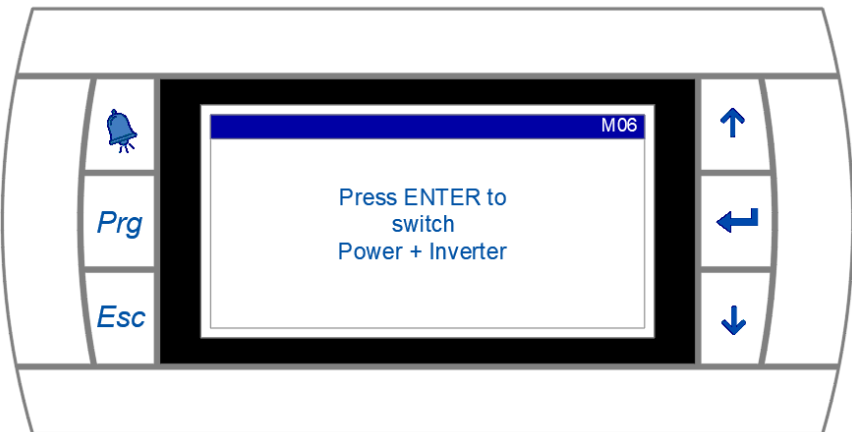 M06
Press ENTER to
switch
Power + Inverter
Prg
Esc